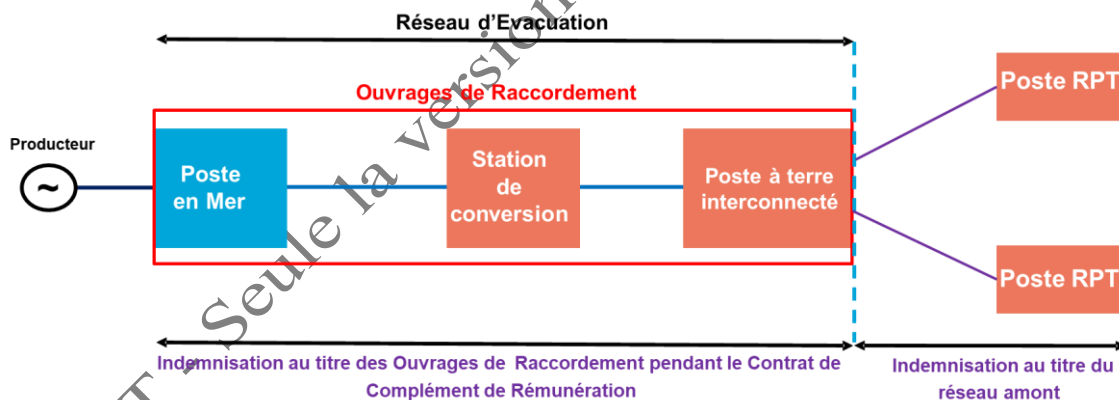 Réseau d'Evacuation
Ouvrages de Raccordement
Producteur
~
Poste
en Mer
Station
de
conversion
Poste à terre
interconnecté
Poste RPT
Poste RPT
Indemnisation au titre des Ouvrages de Raccordement pendant le Contrat de
Complément de Rémunération
Indemnisation au titre du
réseau amont
T - Seule la version